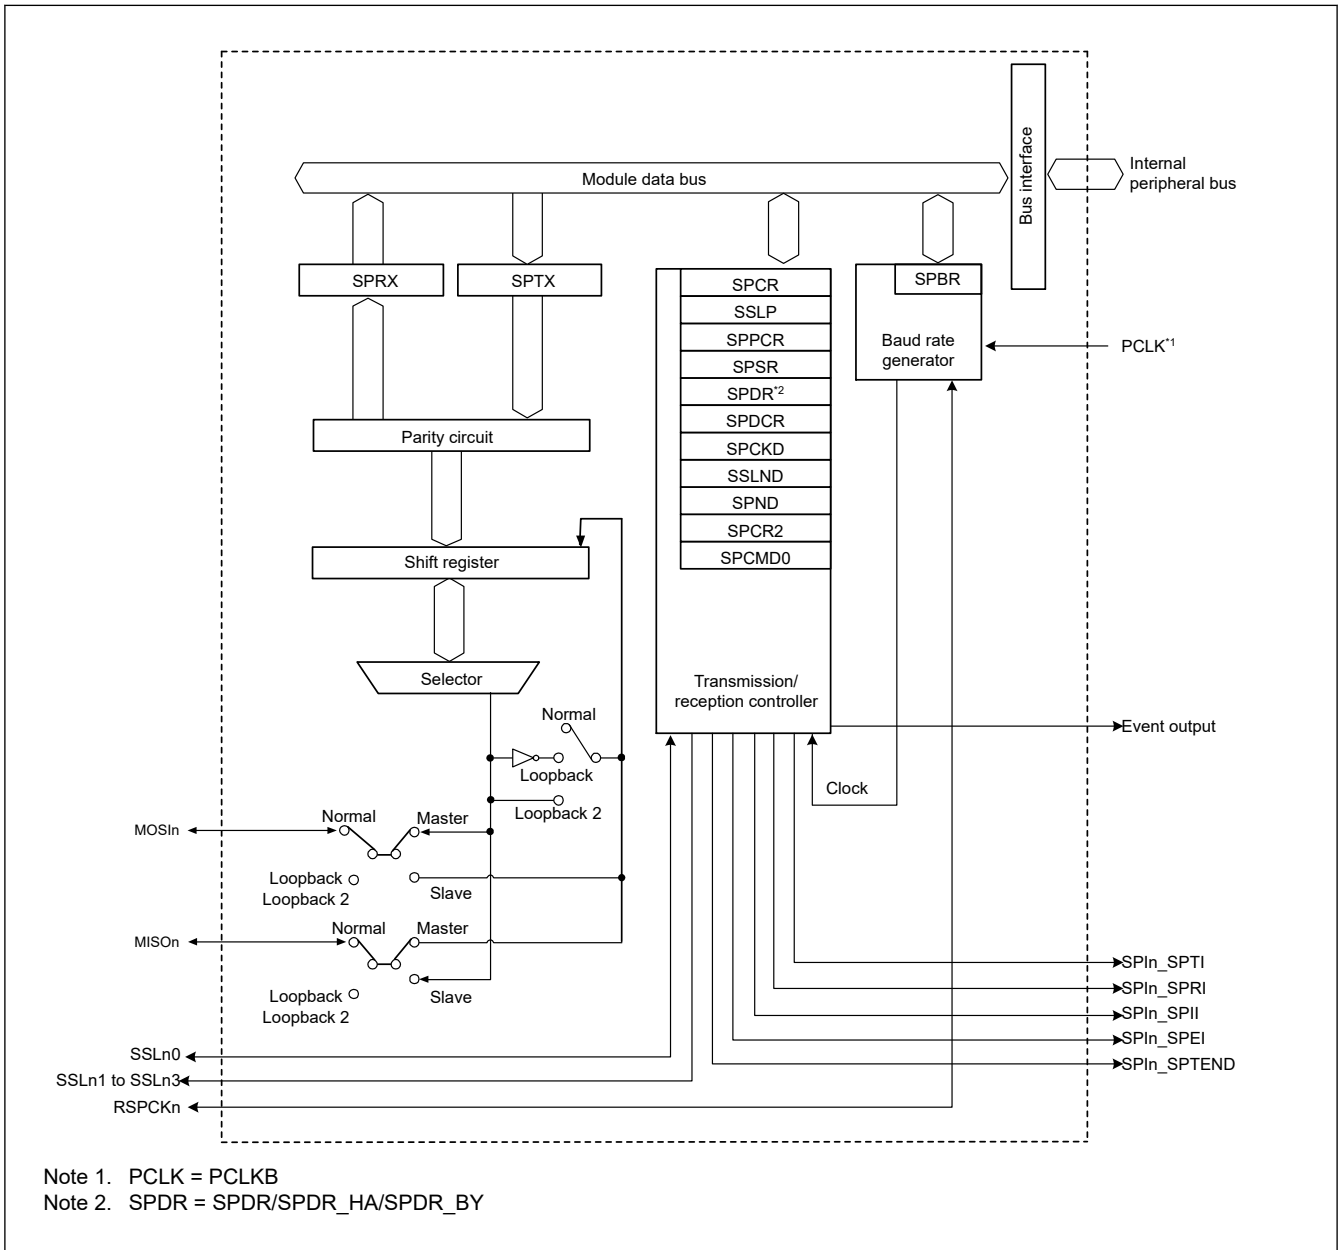 Module data bus
Bus interface
Internal
peripheral bus
SPRX
SPTX
SPCR
SSLP
SPPCR
SPSR
SPDR*2
SPDCR
SPCKD
SSLND
SPND
SPCR2
SPCMD0
SPBR
Baud rate
generator
PCLK*1
Parity circuit
Shift register
Selector
Transmission/
reception controller
Event output
Clock
Normal
Loopback
Loopback 2
MOSIn
Normal
Master
Loopback
Loopback 2
Slave
MISOn
Normal
Master
Loopback
Loopback 2
Slave
SSLn0
SSLn1 to SSLn3
RSPCKn
SPIn_SPTI
SPIn_SPRI
SPIn_SPII
SPIn_SPEI
SPIn_SPTEND
Note 1. PCLK = PCLKB
Note 2. SPDR = SPDR/SPDR_HA/SPDR_BY